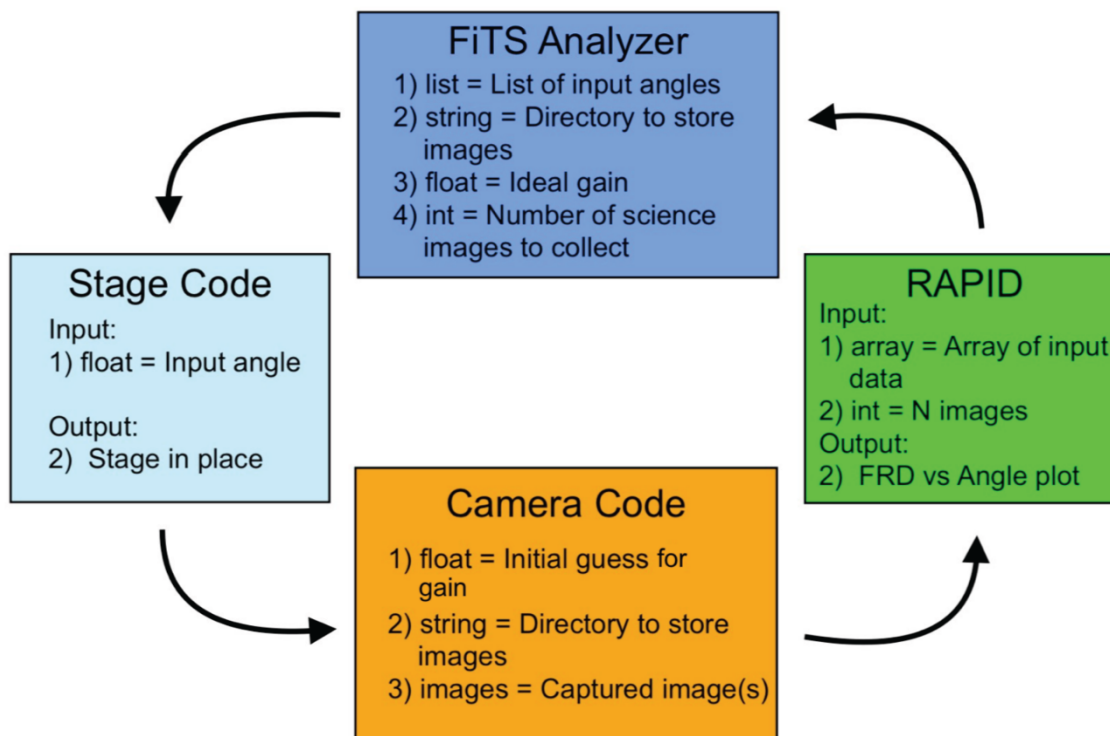 FiTS Analyzer
1) list = List of input angles
2) string = Directory to store
images
3) float = Ideal gain
4) int = Number of science
images to collect
Stage Code
Input:
1) float = Input angle
Output:
2) Stage in place
Camera Code
1) float = Initial guess for
gain
2) string = Directory to store
images
3) images = Captured image(s)
RAPID
Input:
1) array = Array of input
data
2) int = N images
Output:
2) FRD vs Angle plot